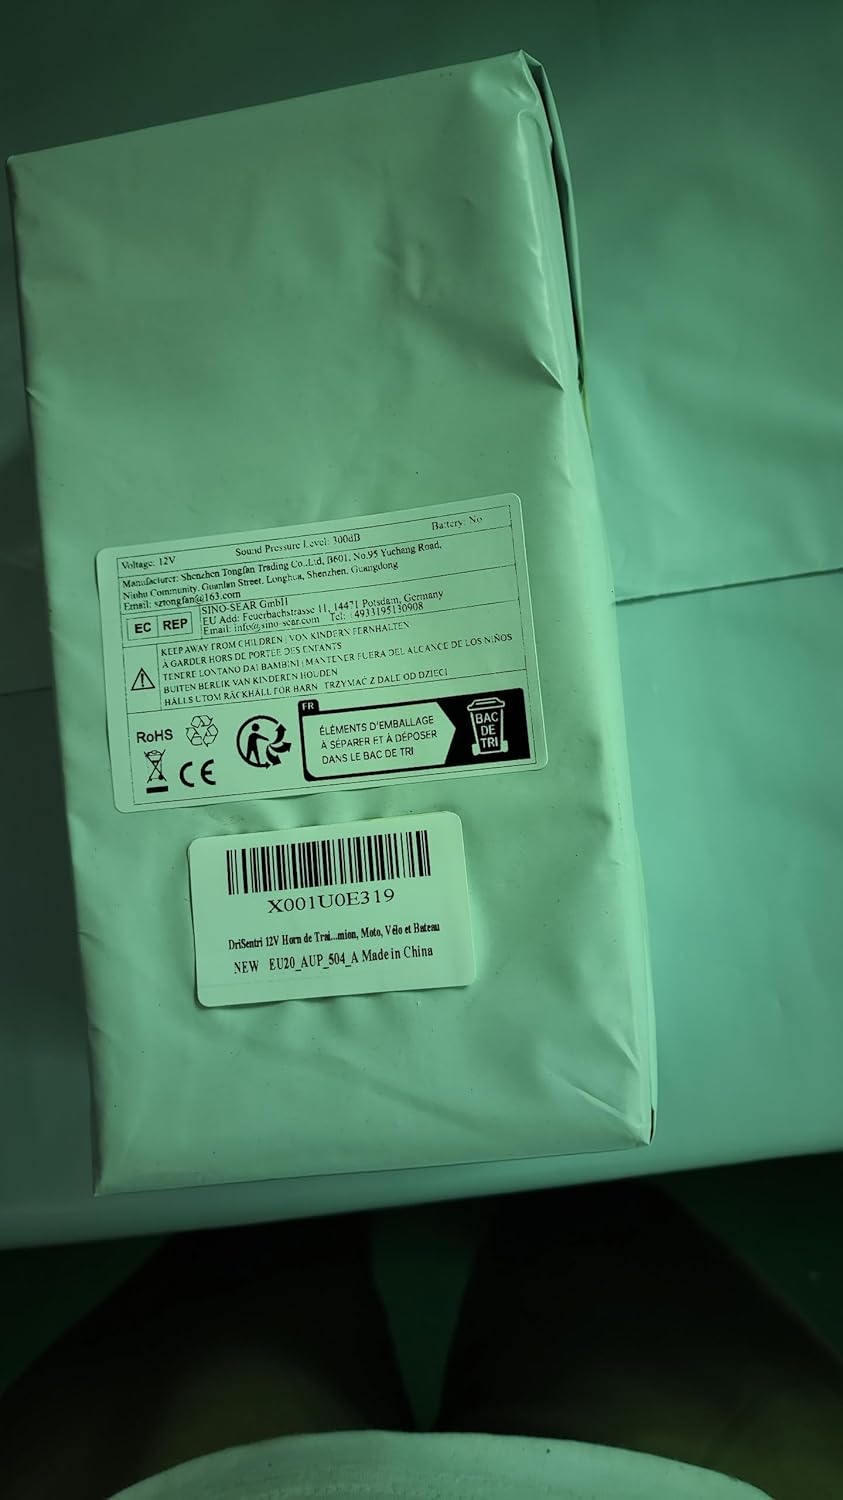 Voltage: 12V Sound Pressure Level: 300dB Battery: No
Manufacturer: Shenzhen Tongfan Trading Co.,Ltd, B601, No.95 Yuchang Road,
Niuhu Community, Guanlan Street, Longhua, Shenzhen, Guangdong
Email: sztongfan@163.com
EC REP
SINO-SEAR GmbH
EU Add: Feuerbachstrasse 11, 14471 Potsdam, Germany
Email: info@sino-sear.com Tel: +4933195130908
KEEP AWAY FROM CHILDREN | VON KINDERN FERNHALTEN
À GARDER HORS DE PORTÉE DES ENFANTS
TENERE LONTANO DAI BAMBINI | MANTENER FUERA DEL ALCANCE DE LOS NIÑOS
BUITEN BERLIK VAN KINDEREN HOUDEN
HÅLLS UTOM RÄCKHÅLL FÖR BARN TRZYMAĆ Z DALE OD DZIECI
RoHS
CE
FR
ÉLÉMENTS D'EMBALLAGE
À SÉPARER ET À DÉPOSER
DANS LE BAC DE TRI
BAC
DE
TRI
X001U0E319
DriSentri 12V Horn de Trai...mion, Moto, Vélo et Bateau
NEW EU20_AUP_504_A Made in China